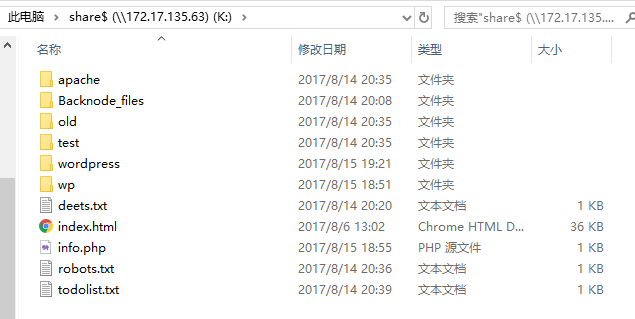 此电脑 › share$ (\\172.17.135.63) (K:) › 搜索"share$ (\\172.17.135....
名称 修改日期 类型 大小
apache 2017/8/14 20:35 文件夹
Backnode_files 2017/8/14 20:08 文件夹
old 2017/8/14 20:35 文件夹
test 2017/8/14 20:35 文件夹
wordpress 2017/8/15 19:21 文件夹
wp 2017/8/15 18:51 文件夹
deets.txt 2017/8/14 20:20 文本文档 1 KB
index.html 2017/8/6 13:02 Chrome HTML D... 36 KB
info.php 2017/8/15 18:55 PHP 源文件 1 KB
robots.txt 2017/8/14 20:36 文本文档 1 KB
todolist.txt 2017/8/14 20:39 文本文档 1 KB